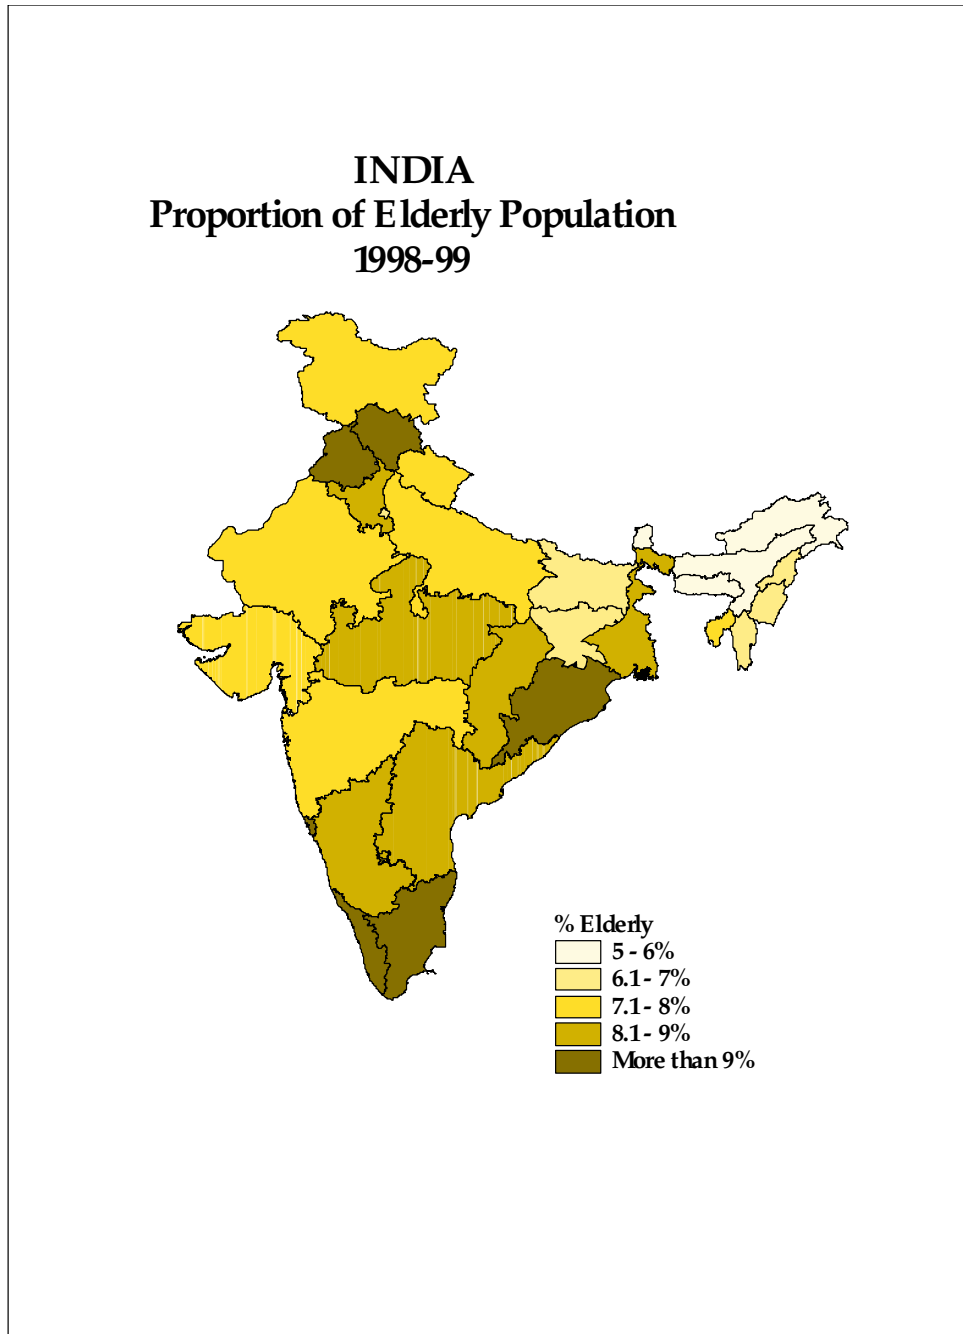 INDIA
Proportion of Elderly Population
1998-99
% Elderly
5 - 6%
6.1 - 7%
7.1 - 8%
8.1 - 9%
More than 9%